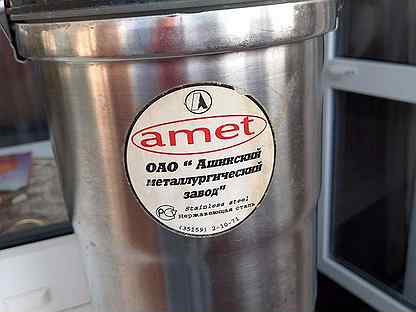 amet
ОАО “ Ашинский
металлургический
завод”
Stainless steel
Нержавеющая сталь
(35159) 2-10-71